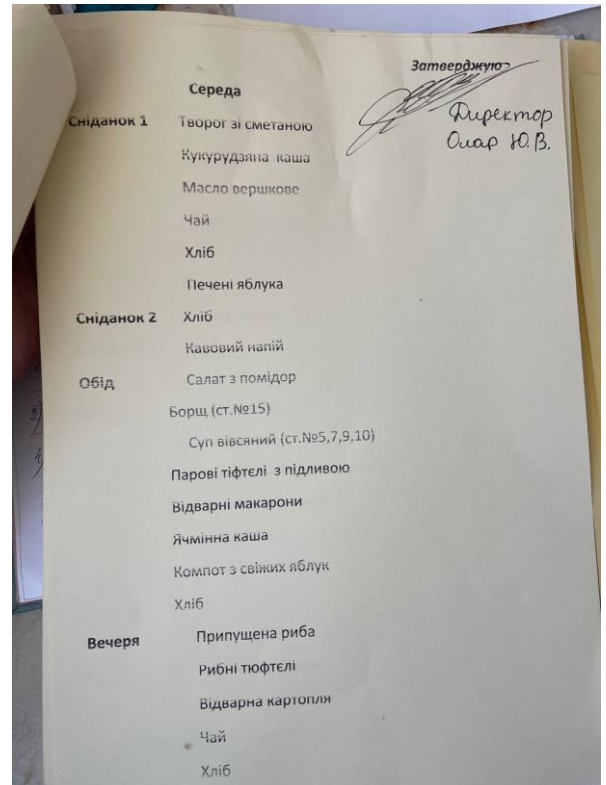 Затверджую
Директор
Олар Ю.В.
Середа
Сніданок 1 Творог зі сметаною
Кукурудзяна каша
Масло вершкове
Чай
Хліб
Печені яблука
Сніданок 2 Хліб
Кавовий напій
Обід Салат з помідор
Борщ (ст.№15)
Суп вівсяний (ст.№5,7,9,10)
Парові тіфтєлі з підливою
Відварні макарони
Ячмінна каша
Компот з свіжих яблук
Хліб
Вечеря Припущена риба
Рибні тюфтєлі
Відварна картопля
Чай
Хліб